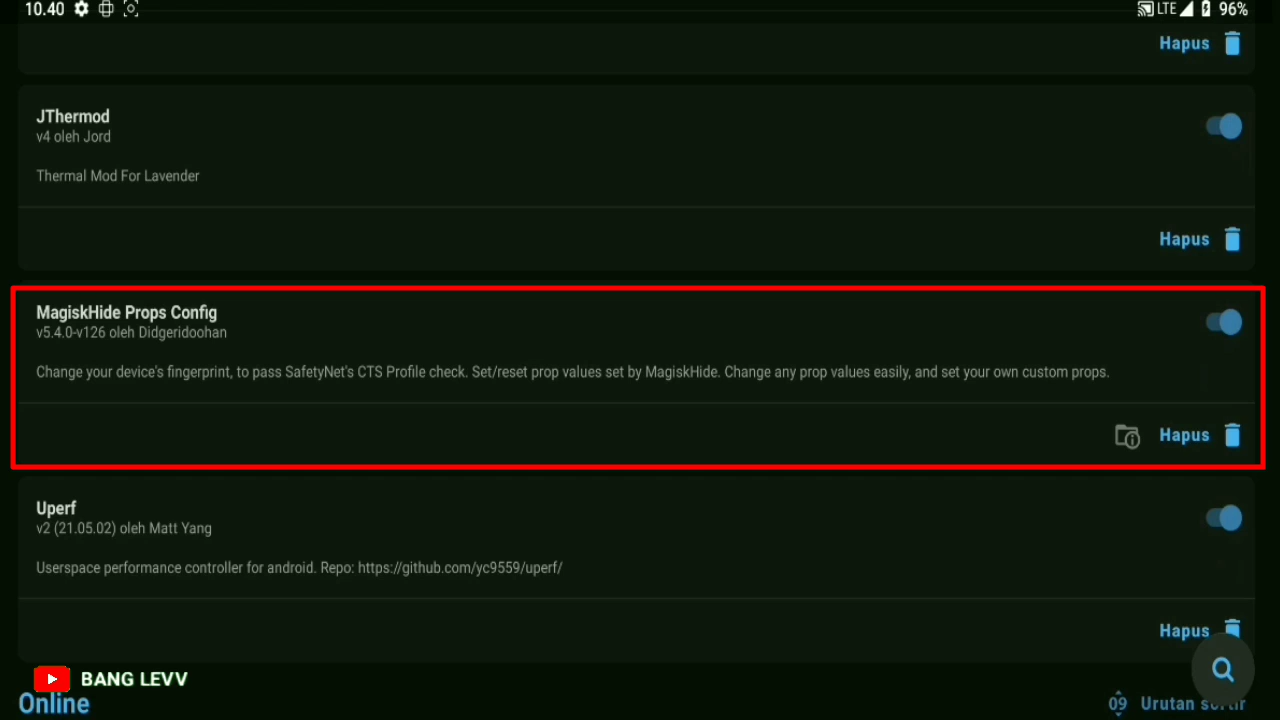 10.40
LTE 96%
Hapus
JThermod
v4 oleh Jord
Thermal Mod For Lavender
Hapus
MagiskHide Props Config
v5.4.0-v126 oleh Didgeridoohan
Change your device's fingerprint, to pass SafetyNet's CTS Profile check. Set/reset prop values set by MagiskHide. Change any prop values easily, and set your own custom props.
Hapus
Uperf
v2 (21.05.02) oleh Matt Yang
Userspace performance controller for android. Repo: https://github.com/yc9559/uperf/
Hapus
BANG LEVV
Online
09 Urutan sortir